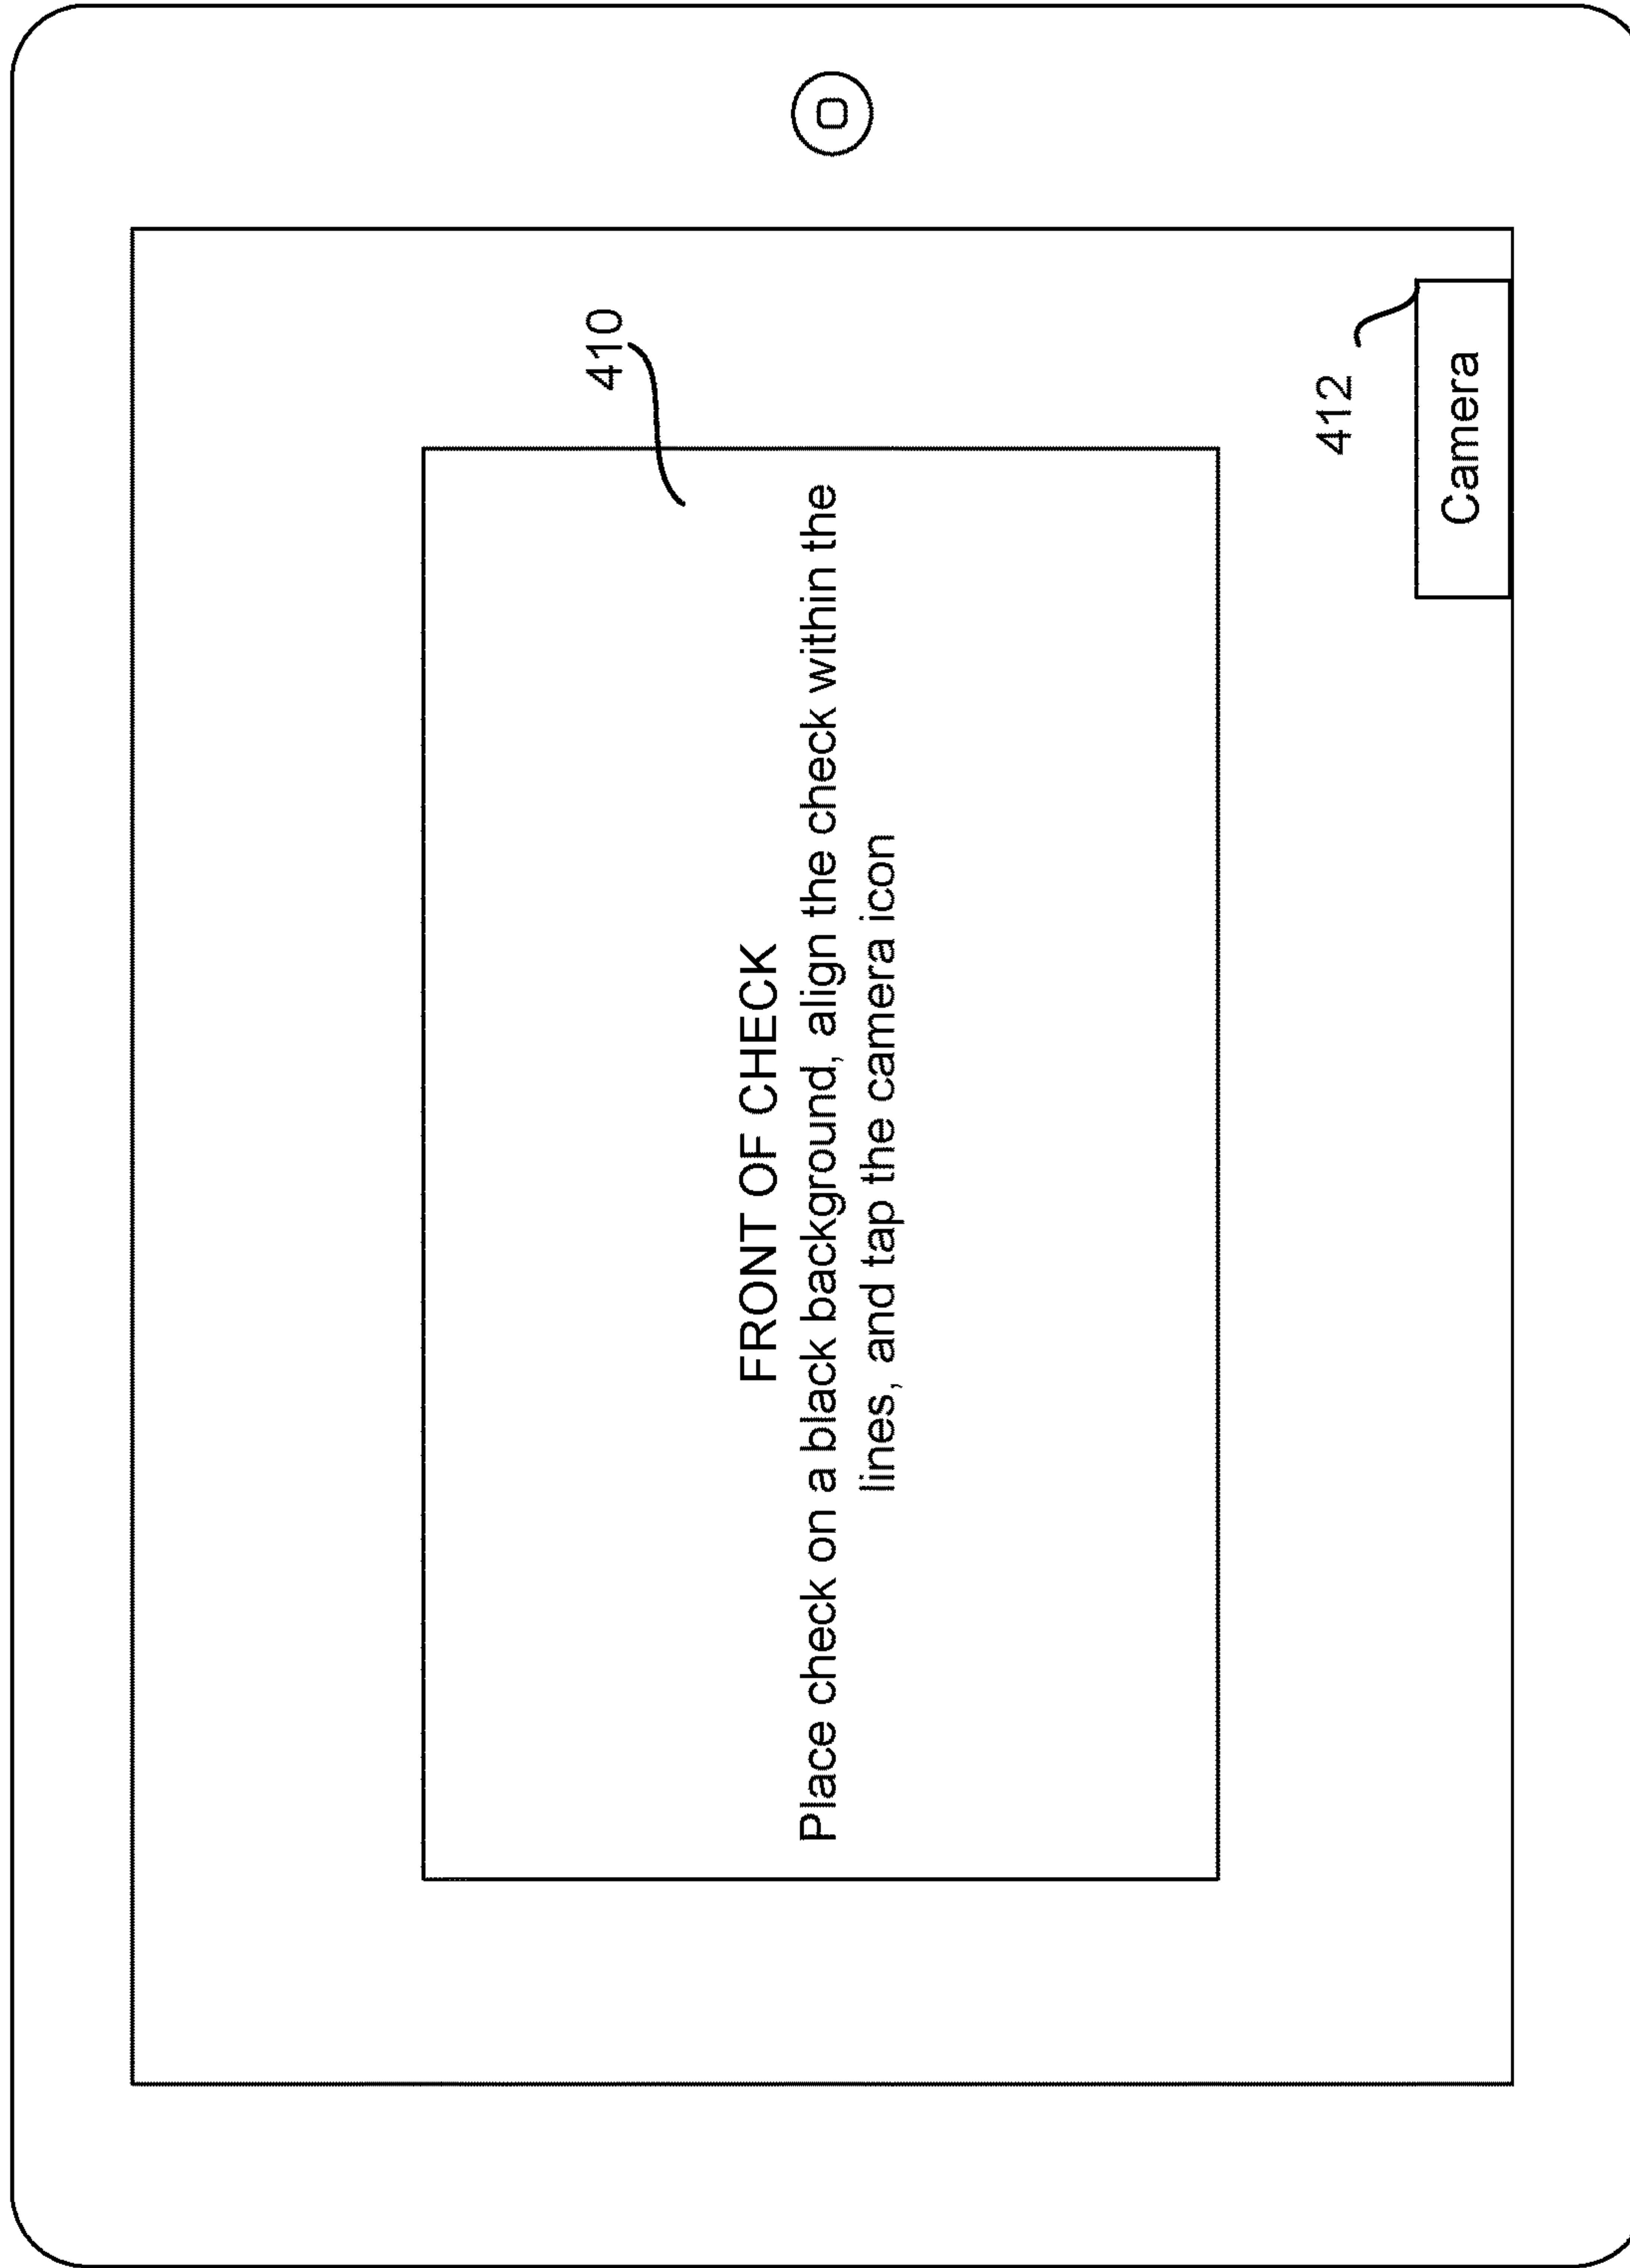 410
FRONT OF CHECK
Place check on a black background, align the check within the
lines, and tap the camera icon
412
Camera